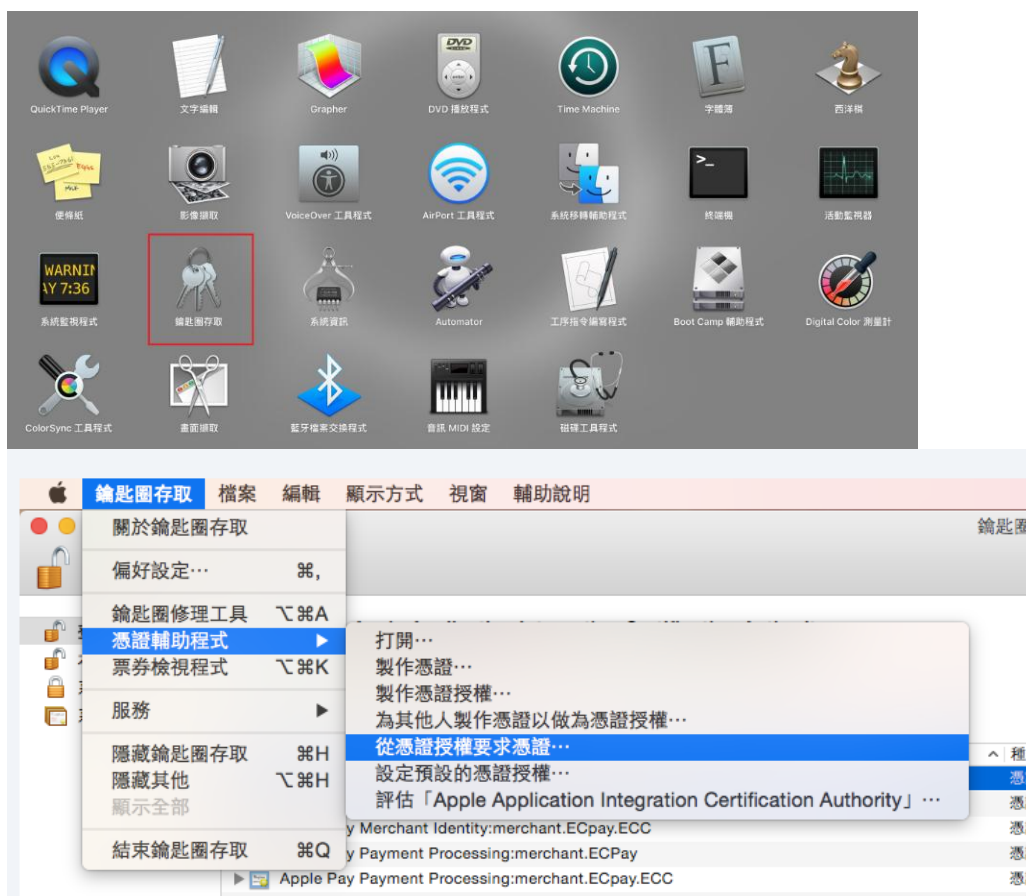 QuickTime Player
文字編輯
Grapher
DVD 播放程式
Time Machine
字體簿
西洋棋
便條紙
影像擷取
VoiceOver 工具程式
AirPort 工具程式
系統移轉輔助程式
終端機
活動監視器
WARNIN
AY 7:36
系統監視程式
鑰匙圈存取
系統資訊
Automator
工序指令編寫程式
Boot Camp 輔助程式
Digital Color 測量計
ColorSync 工具程式
畫面擷取
藍牙檔案交換程式
音訊 MIDI 設定
磁碟工具程式
鑰匙圈存取 檔案 編輯 顯示方式 視窗 輔助說明
關於鑰匙圈存取
鑰匙圈
偏好設定⋯ ⌘,
鑰匙圈修理工具 ⌥⌘A
憑證輔助程式 ▶
票券檢視程式 ⌥⌘K
服務 ▶
隱藏鑰匙圈存取 ⌘H
隱藏其他 ⌥⌘H
顯示全部
結束鑰匙圈存取 ⌘Q
打開⋯
製作憑證⋯
製作憑證授權⋯
為其他人製作憑證以做為憑證授權⋯
從憑證授權要求憑證⋯
設定預設的憑證授權⋯
評估「Apple Application Integration Certification Authority」⋯
種
憑
憑
y Merchant Identity:merchant.ECpay.ECC 憑
y Payment Processing:merchant.ECPay 憑
Apple Pay Payment Processing:merchant.ECpay.ECC 憑